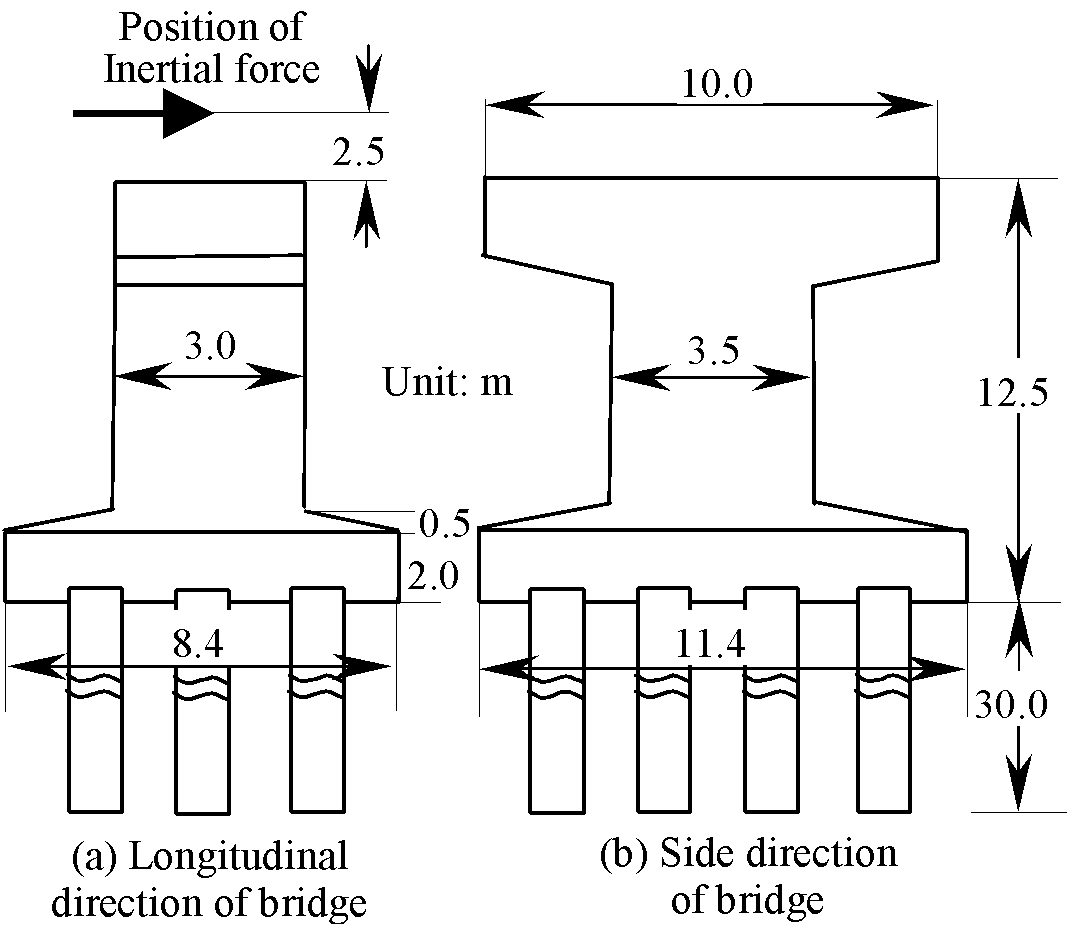 Position of
Inertial force
2.5
10.0
3.0
Unit: m
3.5
12.5
0.5
2.0
8.4
11.4
30.0
(a) Longitudinal
direction of bridge
(b) Side direction
of bridge